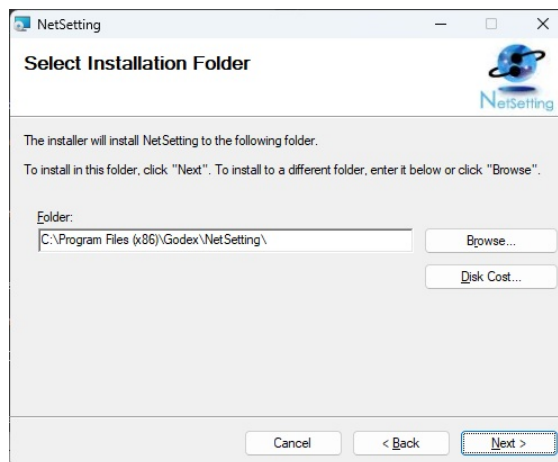 NetSetting
Select Installation Folder
NetSetting
The installer will install NetSetting to the following folder.
To install in this folder, click "Next". To install to a different folder, enter it below or click "Browse".
Folder:
C:\Program Files (x86)\Godex\NetSetting\
Browse...
Disk Cost...
Cancel
< Back
Next >